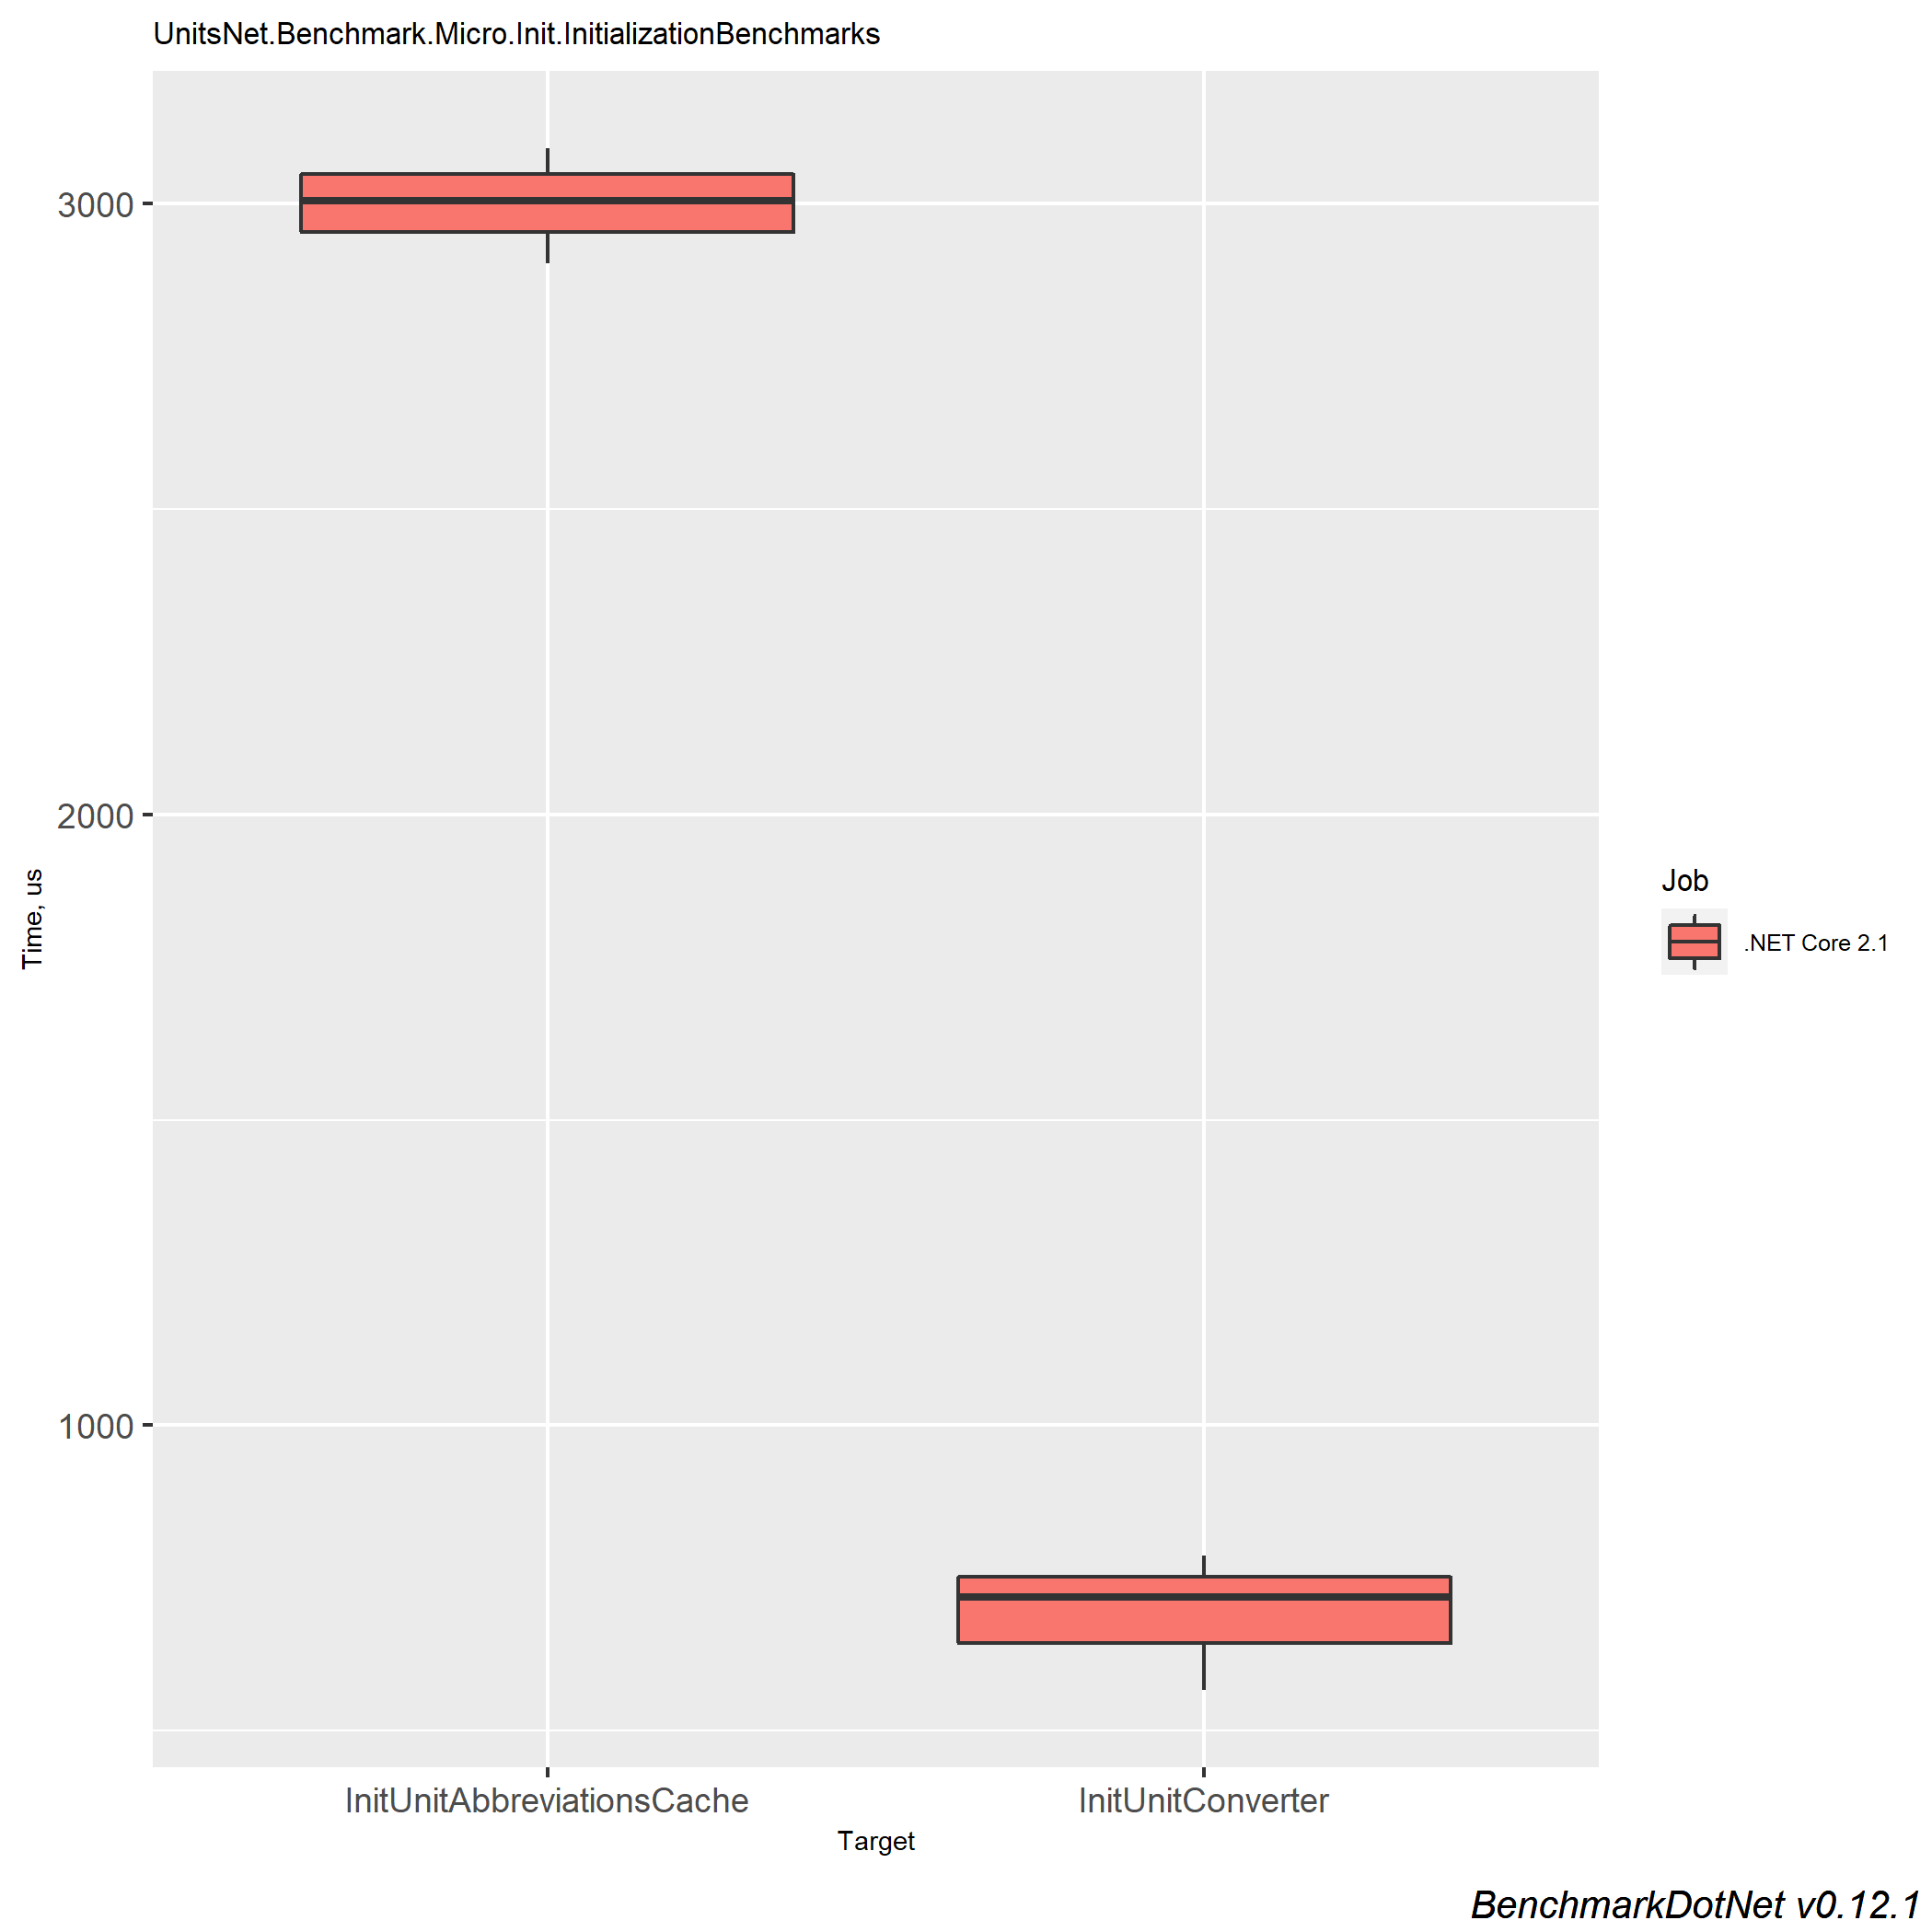 UnitsNet.Benchmark.Micro.Init.InitializationBenchmarks
3000
2000
1000
Time, us
InitUnitAbbreviationsCache
InitUnitConverter
Target
Job
.NET Core 2.1
BenchmarkDotNet v0.12.1